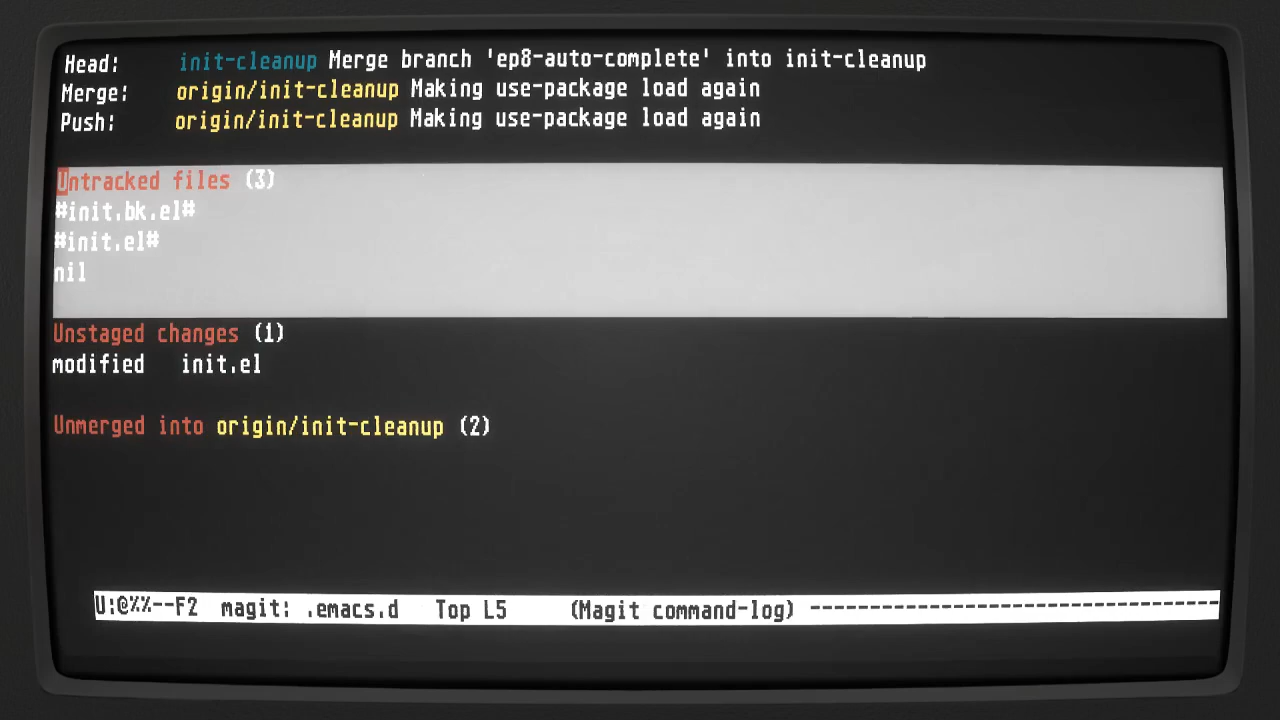 Head: init-cleanup Merge branch 'ep8-auto-complete' into init-cleanup
Merge: origin/init-cleanup Making use-package load again
Push: origin/init-cleanup Making use-package load again
Untracked files (3)
#init.bk.el#
#init.el#
nil
Unstaged changes (1)
modified init.el
Unmerged into origin/init-cleanup (2)
U:@%%--F2 magit: .emacs.d Top L5 (Magit command-log) ---------------------------------------